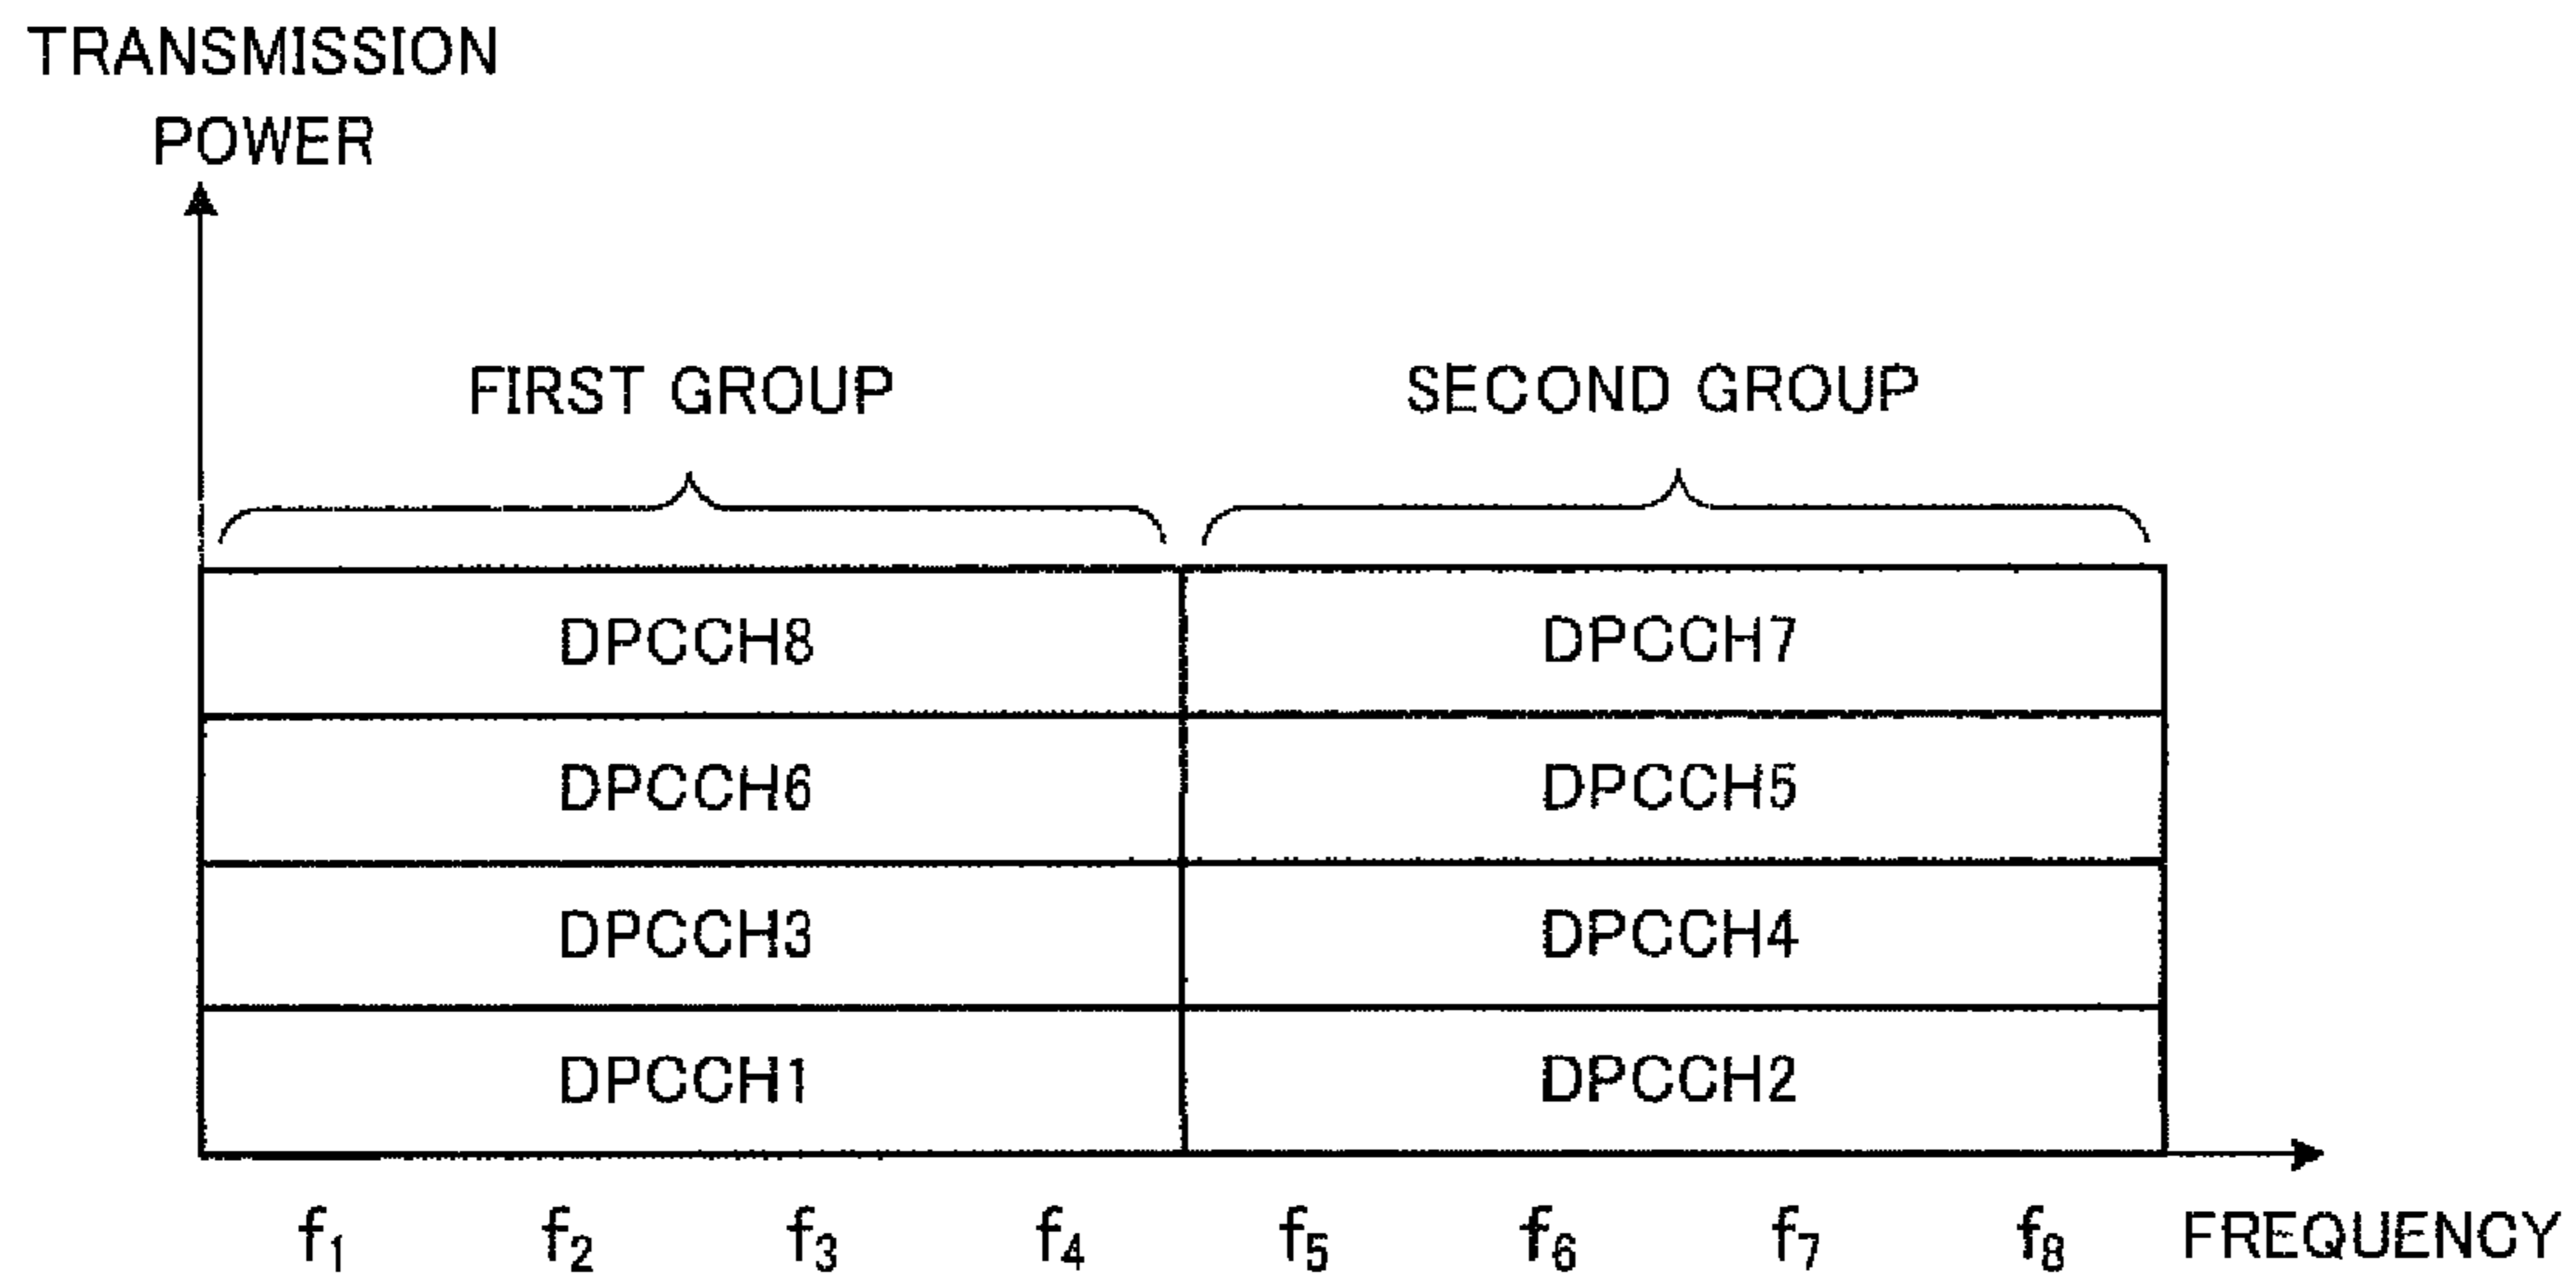 TRANSMISSION
POWER
FIRST GROUP SECOND GROUP
DPCCH8 DPCCH7
DPCCH6 DPCCH5
DPCCH3 DPCCH4
DPCCH1 DPCCH2
f1 f2 f3 f4 f5 f6 f7 f8 FREQUENCY